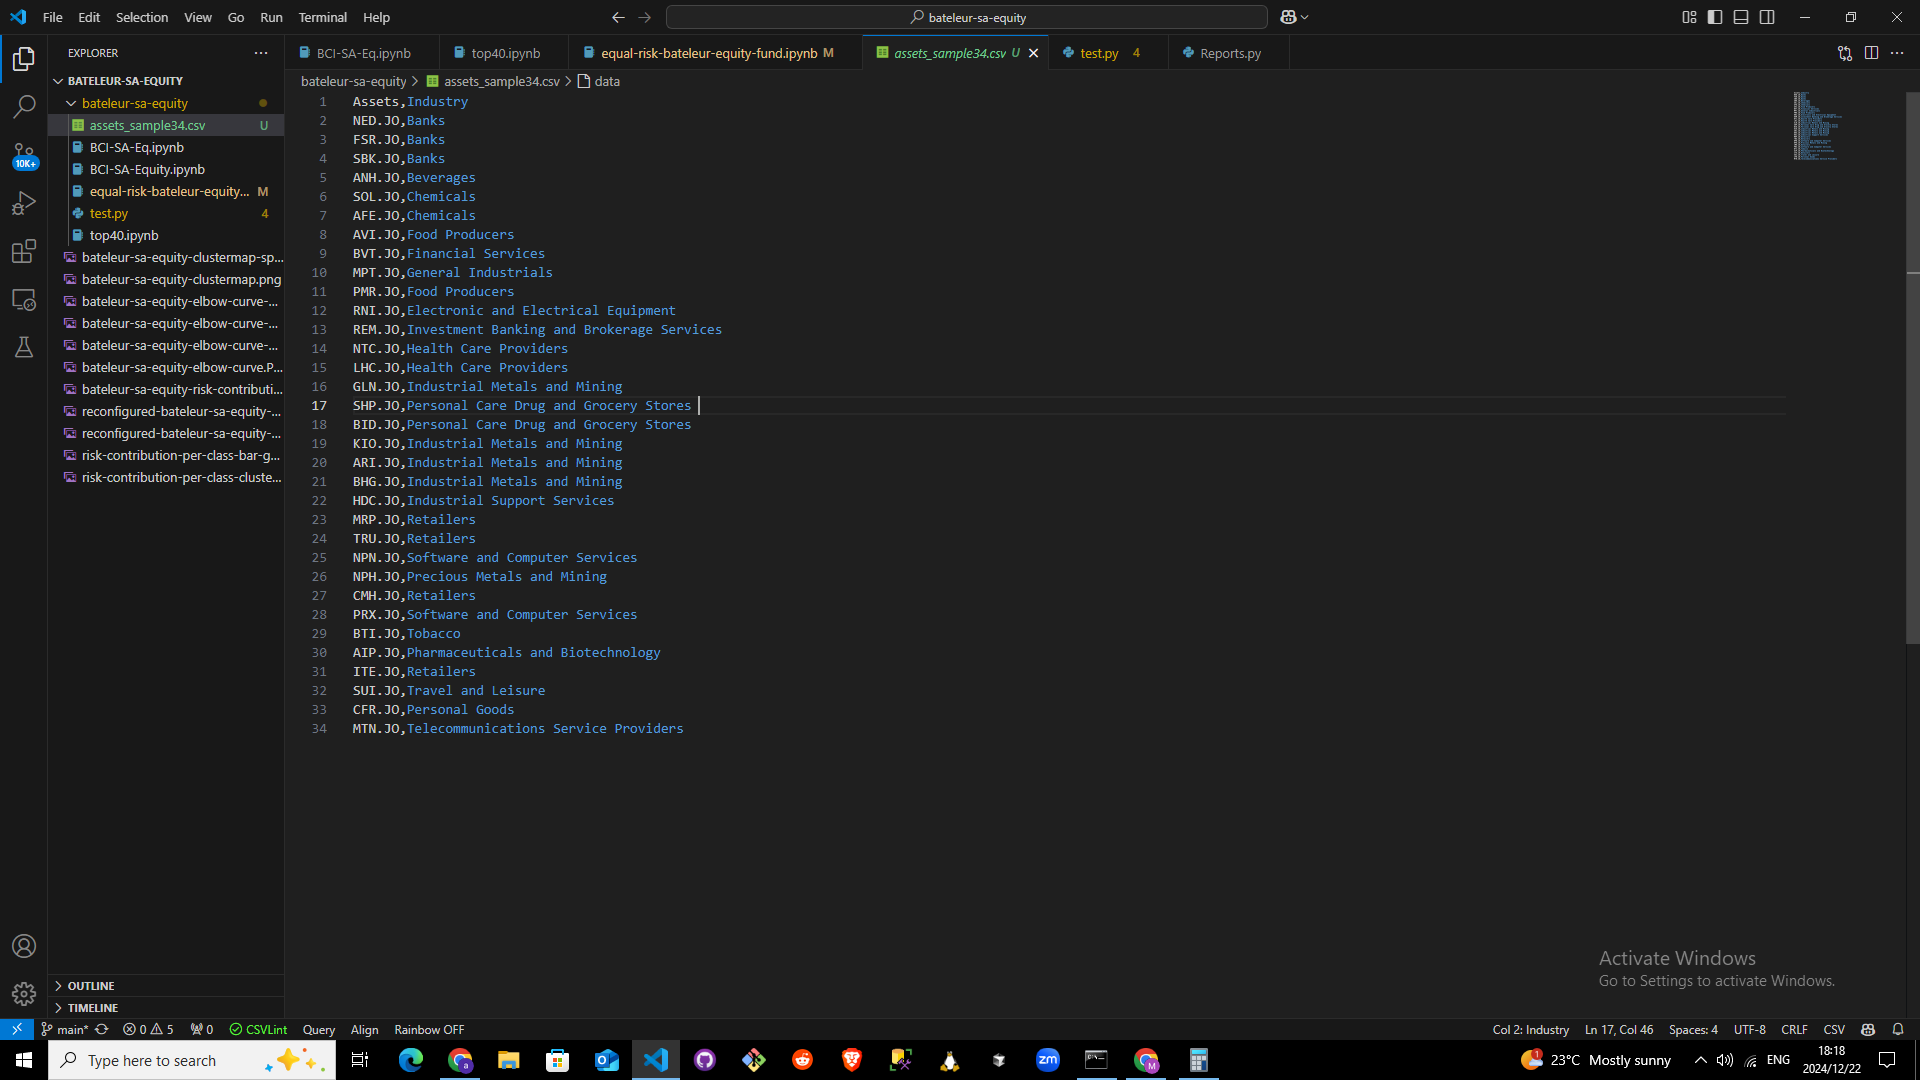 File Edit Selection View Go Run Terminal Help
bateleur-sa-equity
EXPLORER
BATELEUR-SA-EQUITY
bateleur-sa-equity
assets_sample34.csv U
BCI-SA-Eq.ipynb
BCI-SA-Equity.ipynb
equal-risk-bateleur-equity... M
test.py 4
top40.ipynb
bateleur-sa-equity-clustermap-sp...
bateleur-sa-equity-clustermap.png
bateleur-sa-equity-elbow-curve-...
bateleur-sa-equity-elbow-curve-...
bateleur-sa-equity-elbow-curve-...
bateleur-sa-equity-elbow-curve.P...
bateleur-sa-equity-risk-contributi...
reconfigured-bateleur-sa-equity-...
reconfigured-bateleur-sa-equity-...
risk-contribution-per-class-bar-g...
risk-contribution-per-class-cluste...
10K+
OUTLINE
TIMELINE
BCI-SA-Eq.ipynb top40.ipynb equal-risk-bateleur-equity-fund.ipynb M assets_sample34.csv U test.py 4 Reports.py
bateleur-sa-equity > assets_sample34.csv > data
1 Assets,Industry
2 NED.JO,Banks
3 FSR.JO,Banks
4 SBK.JO,Banks
5 ANH.JO,Beverages
6 SOL.JO,Chemicals
7 AFE.JO,Chemicals
8 AVI.JO,Food Producers
9 BVT.JO,Financial Services
10 MPT.JO,General Industrials
11 PMR.JO,Food Producers
12 RNI.JO,Electronic and Electrical Equipment
13 REM.JO,Investment Banking and Brokerage Services
14 NTC.JO,Health Care Providers
15 LHC.JO,Health Care Providers
16 GLN.JO,Industrial Metals and Mining
17 SHP.JO,Personal Care Drug and Grocery Stores
18 BID.JO,Personal Care Drug and Grocery Stores
19 KIO.JO,Industrial Metals and Mining
20 ARI.JO,Industrial Metals and Mining
21 BHG.JO,Industrial Metals and Mining
22 HDC.JO,Industrial Support Services
23 MRP.JO,Retailers
24 TRU.JO,Retailers
25 NPN.JO,Software and Computer Services
26 NPH.JO,Precious Metals and Mining
27 CMH.JO,Retailers
28 PRX.JO,Software and Computer Services
29 BTI.JO,Tobacco
30 AIP.JO,Pharmaceuticals and Biotechnology
31 ITE.JO,Retailers
32 SUI.JO,Travel and Leisure
33 CFR.JO,Personal Goods
34 MTN.JO,Telecommunications Service Providers
Activate Windows
Go to Settings to activate Windows.
main* 0 5 0 CSVLint Query Align Rainbow OFF Col 2: Industry Ln 17, Col 46 Spaces: 4 UTF-8 CRLF CSV
Type here to search zm 1 23°C Mostly sunny ENG 18:18
2024/12/22